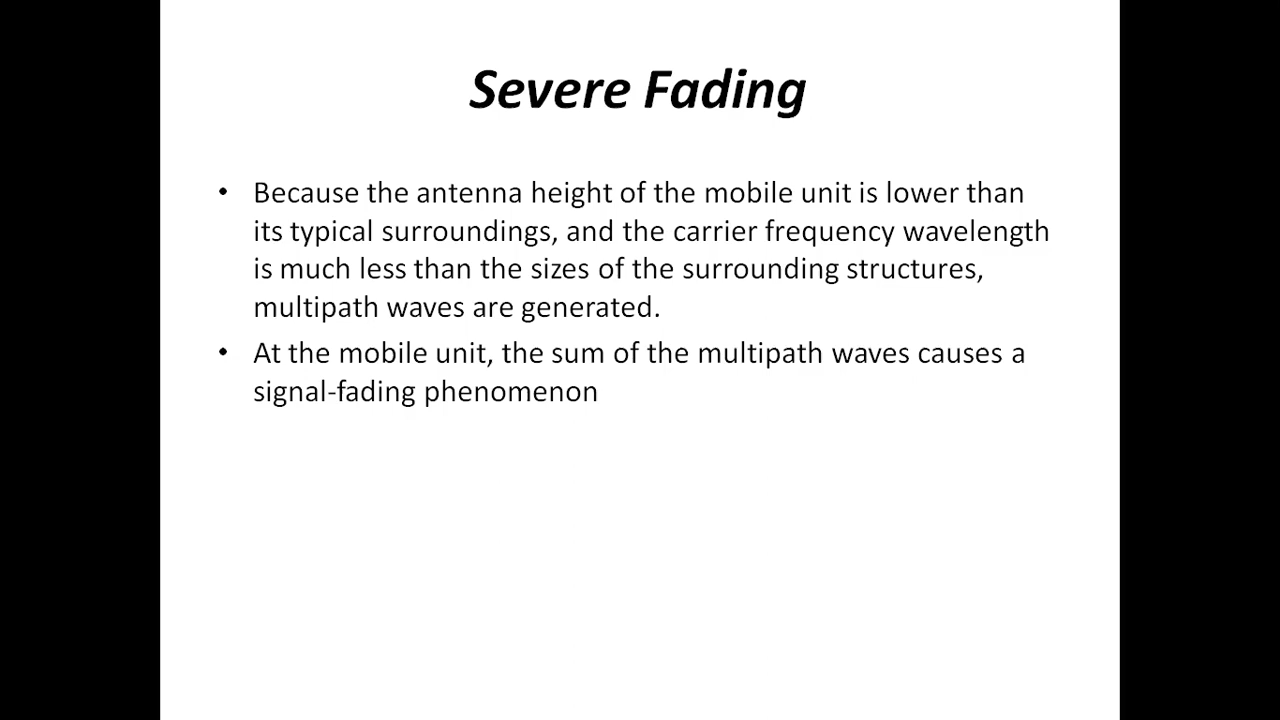 Severe Fading
• Because the antenna height of the mobile unit is lower than
its typical surroundings, and the carrier frequency wavelength
is much less than the sizes of the surrounding structures,
multipath waves are generated.
• At the mobile unit, the sum of the multipath waves causes a
signal-fading phenomenon